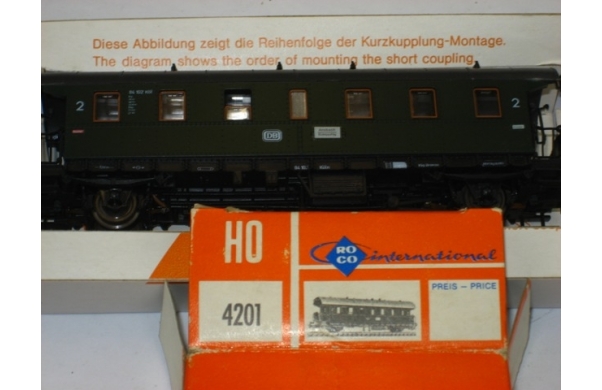 Diese Abbildung zeigt die Reihenfolge der Kurzkupplung-Montage.
The diagram shows the order of mounting the short coupling
2
2
DB
HO
ROCO international
4201
PREIS – PRICE